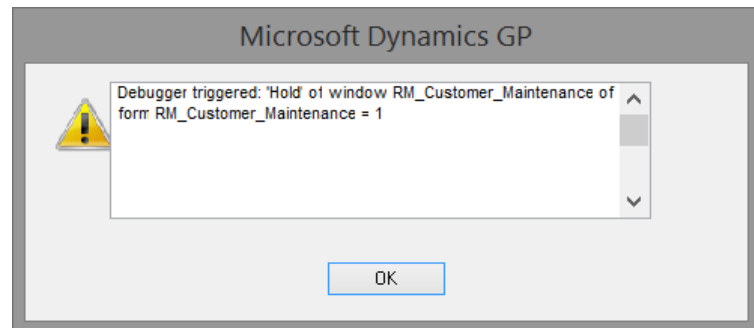 Microsoft Dynamics GP
Debugger triggered: 'Hold' of window RM_Customer_Maintenance of
form RM_Customer_Maintenance = 1
OK